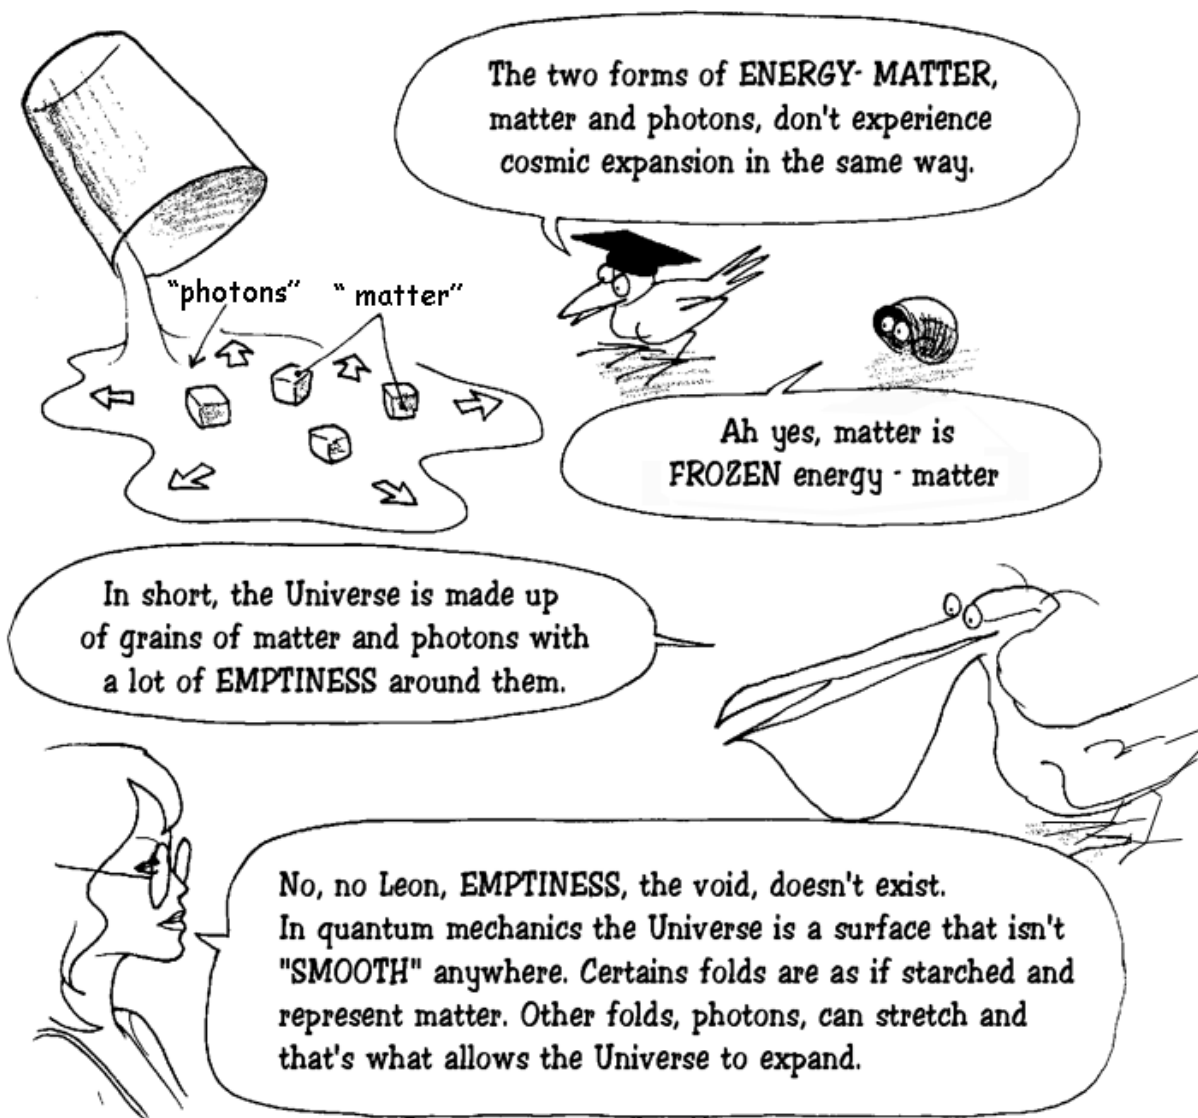 The two forms of ENERGY- MATTER,
matter and photons, don't experience
cosmic expansion in the same way.
"photons" " matter"
Ah yes, matter is
FROZEN energy - matter
In short, the Universe is made up
of grains of matter and photons with
a lot of EMPTINESS around them.
No, no Leon, EMPTINESS, the void, doesn't exist.
In quantum mechanics the Universe is a surface that isn't
"SMOOTH" anywhere. Certains folds are as if starched and
represent matter. Other folds, photons, can stretch and
that's what allows the Universe to expand.